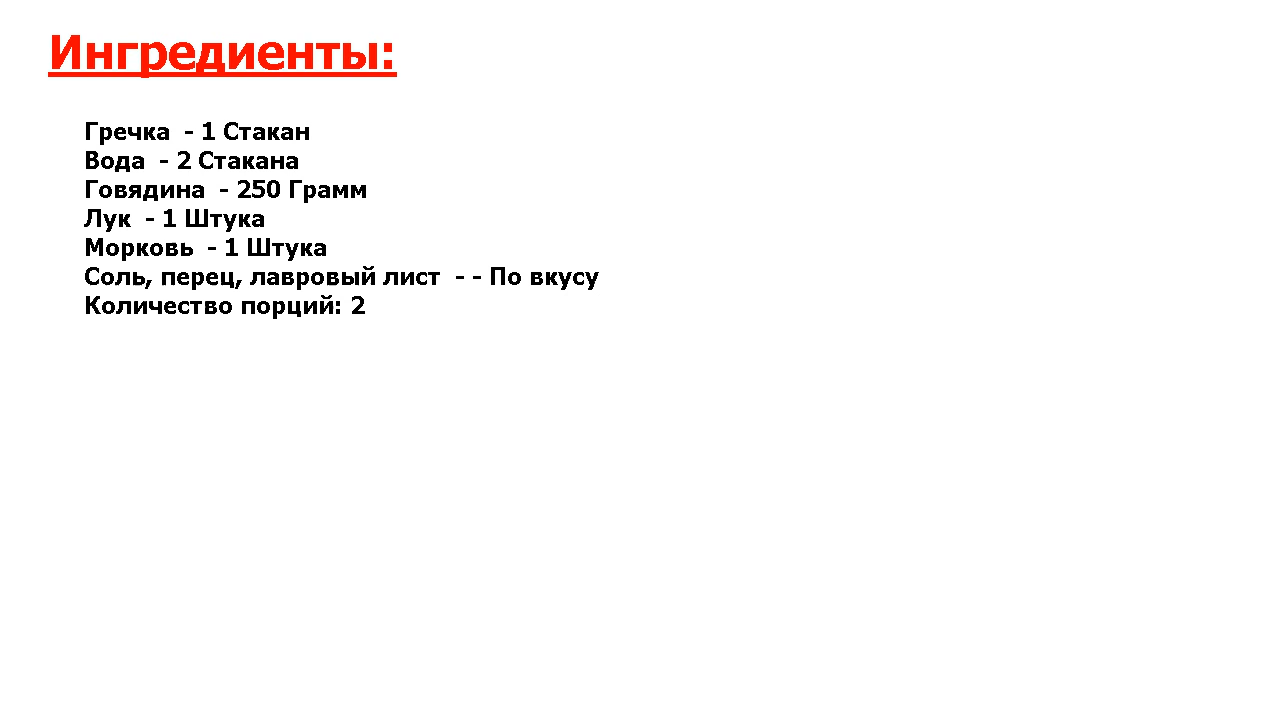 Ингредиенты:
Гречка  - 1 Стакан
Вода  - 2 Стакана
Говядина  - 250 Грамм
Лук  - 1 Штука
Морковь  - 1 Штука
Соль, перец, лавровый лист  - - По вкусу
Количество порций: 2